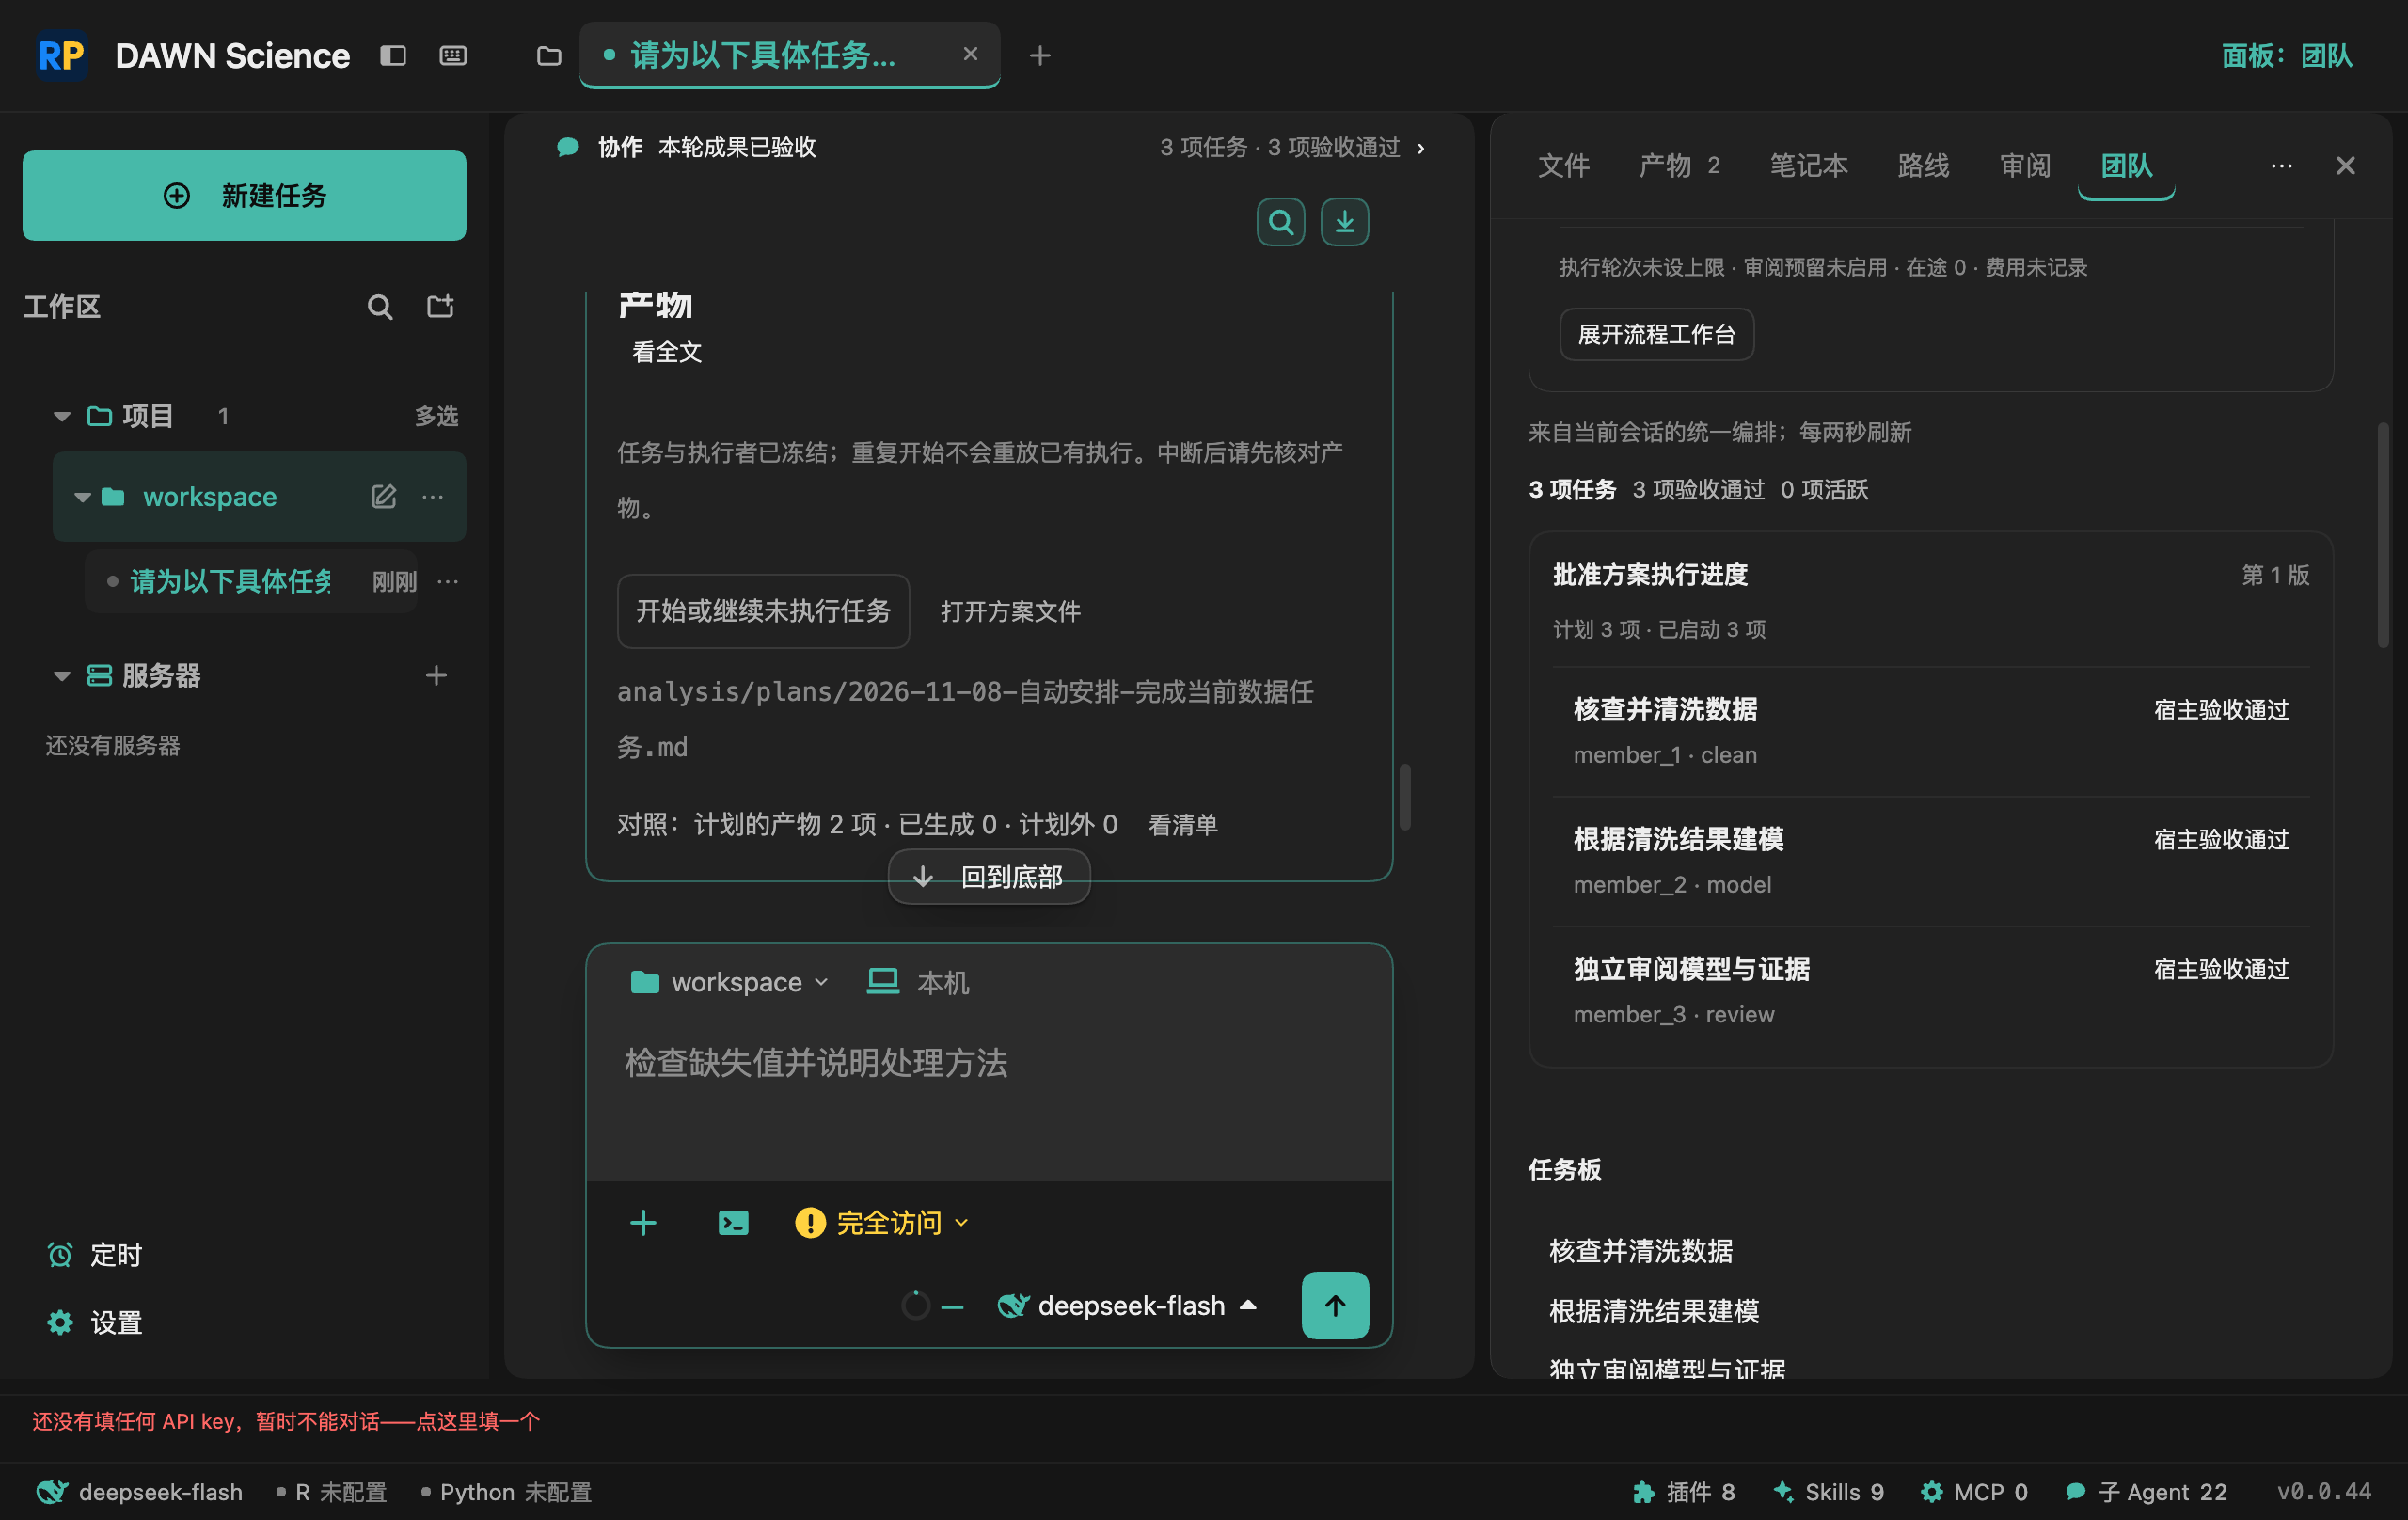 RP DAWN Science
请为以下具体任务...
面板：团队
新建任务
工作区
项目 1 多选
workspace
请为以下具体任务 刚刚
服务器
还没有服务器
定时
设置
协作 本轮成果已验收 3 项任务 · 3 项验收通过
产物
看全文
任务与执行者已冻结；重复开始不会重放已有执行。中断后请先核对产
物。
开始或继续未执行任务 打开方案文件
analysis/plans/2026-11-08-自动安排-完成当前数据任
务.md
对照：计划的产物 2 项 · 已生成 0 · 计划外 0 看清单
回到底部
workspace 本机
检查缺失值并说明处理方法
完全访问
deepseek-flash
文件 产物 2 笔记本 路线 审阅 团队
执行轮次未设上限 · 审阅预留未启用 · 在途 0 · 费用未记录
展开流程工作台
来自当前会话的统一编排；每两秒刷新
3 项任务 3 项验收通过 0 项活跃
批准方案执行进度 第 1 版
计划 3 项 · 已启动 3 项
核查并清洗数据 宿主验收通过
member_1 · clean
根据清洗结果建模 宿主验收通过
member_2 · model
独立审阅模型与证据 宿主验收通过
member_3 · review
任务板
核查并清洗数据
根据清洗结果建模
独立审阅模型与证据
还没有填任何 API key，暂时不能对话——点这里填一个
deepseek-flash R 未配置 Python 未配置
插件 8 Skills 9 MCP 0 子 Agent 22 v0.0.44